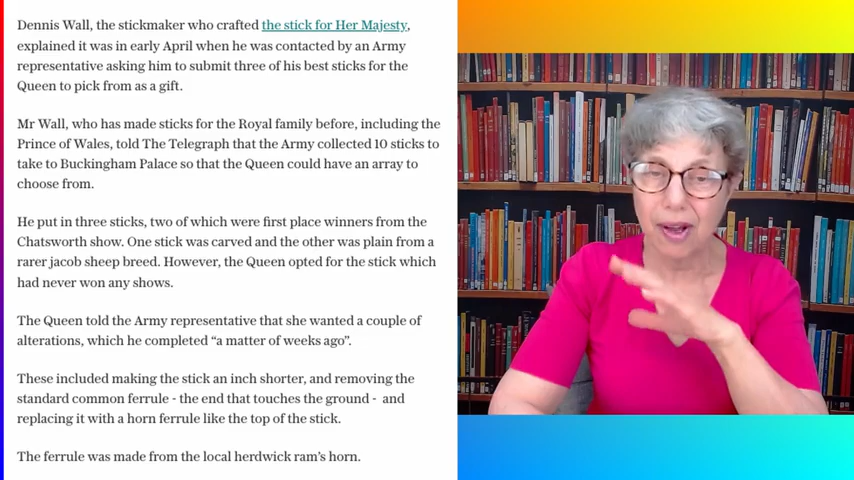 Dennis Wall, the stickmaker who crafted the stick for Her Majesty,
explained it was in early April when he was contacted by an Army
representative asking him to submit three of his best sticks for the
Queen to pick from as a gift.
Mr Wall, who has made sticks for the Royal family before, including the
Prince of Wales, told The Telegraph that the Army collected 10 sticks to
take to Buckingham Palace so that the Queen could have an array to
choose from.
He put in three sticks, two of which were first place winners from the
Chatsworth show. One stick was carved and the other was plain from a
rarer jacob sheep breed. However, the Queen opted for the stick which
had never won any shows.
The Queen told the Army representative that she wanted a couple of
alterations, which he completed “a matter of weeks ago”.
These included making the stick an inch shorter, and removing the
standard common ferrule - the end that touches the ground - and
replacing it with a horn ferrule like the top of the stick.
The ferrule was made from the local herdwick ram’s horn.